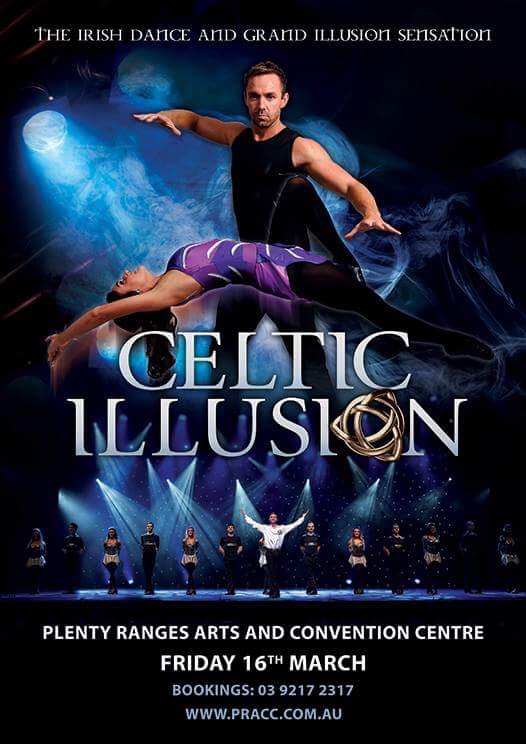 THE IRISH DANCE AND GRAND ILLUSION SENSATION
CELTIC
ILLUSION
PLENTY RANGES ARTS AND CONVENTION CENTRE
FRIDAY 16TH MARCH
BOOKINGS: 03 9217 2317
WWW.PRACC.COM.AU